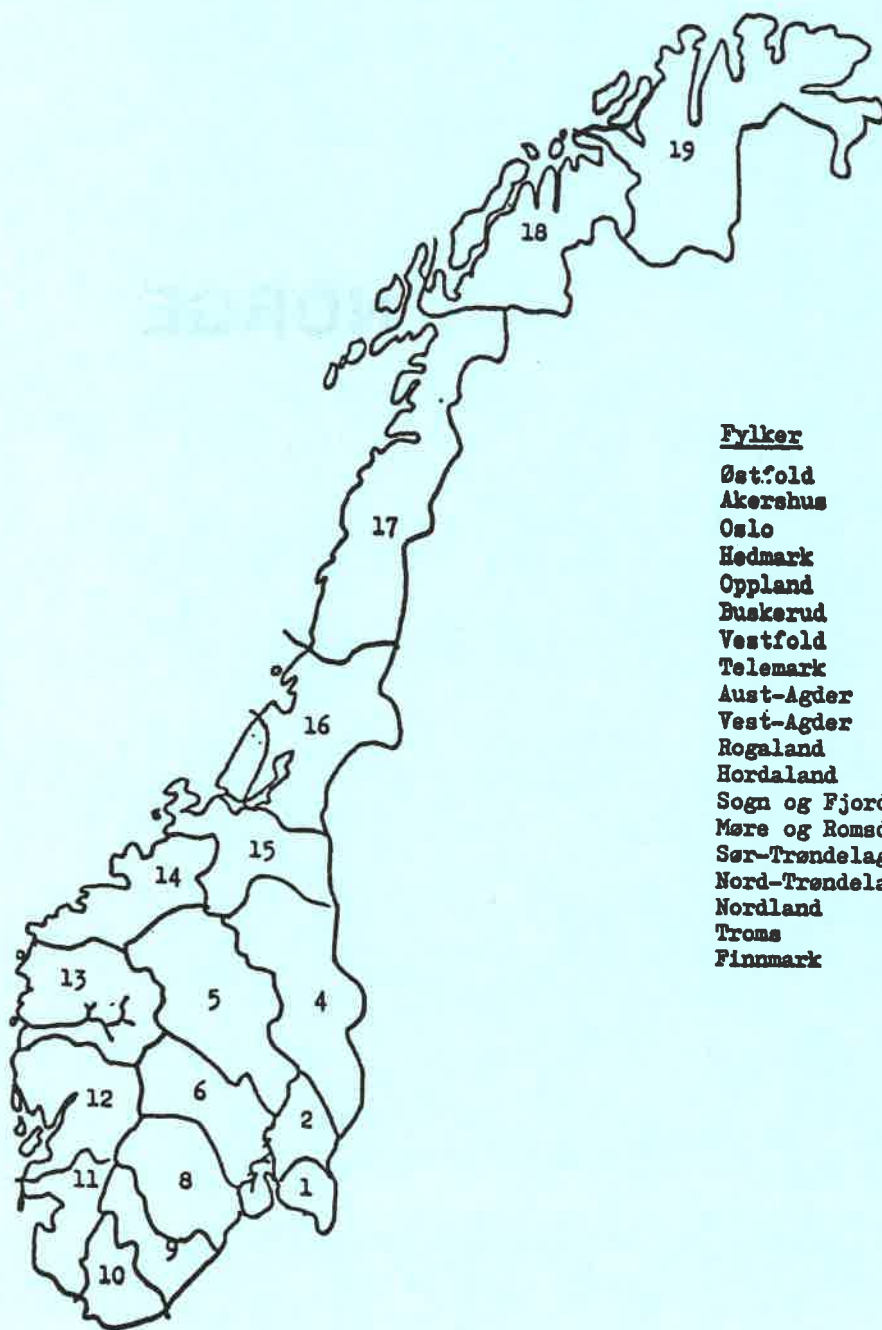 19
18
17
16
15
14
13
5
4
12
6
2
11
8
7
1
9
10
Fylker
Østfold
Akershus
Oslo
Hedmark
Oppland
Buskerud
Vestfold
Telemark
Aust-Agder
Vest-Agder
Rogaland
Hordaland
Sogn og Fjord
Møre og Romsd
Sør-Trøndelag
Nord-Trøndela
Nordland
Troms
Finnmark